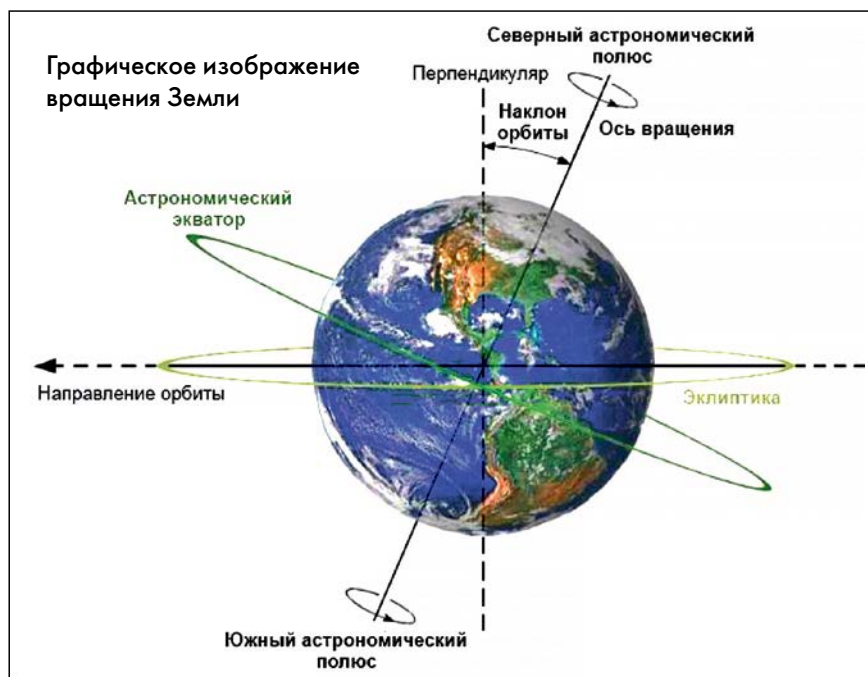 Графическое изображение
вращения Земли
Северный астрономический
полюс
Перпендикуляр
Наклон
орбиты
Ось вращения
Астрономический
экватор
Направление орбиты
Эклиптика
Южный астрономический
полюс